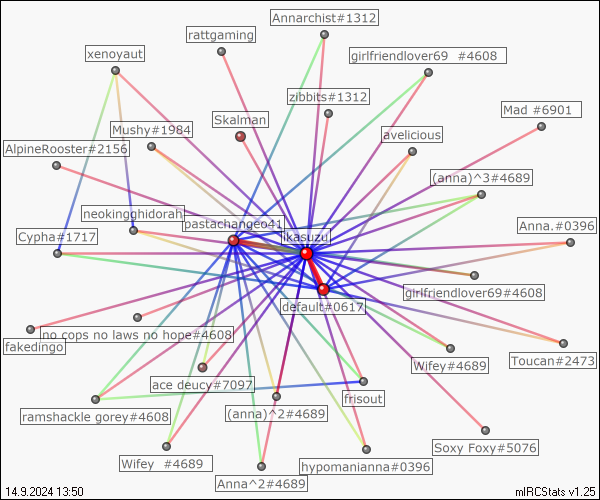 Annarchist#1312
rattgaming
xenoyaut
girlfriendlover69 #4608
zibbits#1312
Mad #6901
Skalman
Mushy#1984
avelicious
AlpineRooster#2156
(anna)^3#4689
neokingghidorah
pastachangeo41
Anna.#0396
Cypha#1717
ikasuzu
girlfriendlover69#4608
default#0617
no cops no laws no hope#4608
fakedingo
Toucan#2473
Wifey#4689
ace deucy#7097
frisout
ramshackle gorey#4608
(anna)^2#4689
Soxy Foxy#5076
Wifey #4689
hypomanianna#0396
Anna^2#4689
14.9.2024 13:50
mIRCStats v1.25